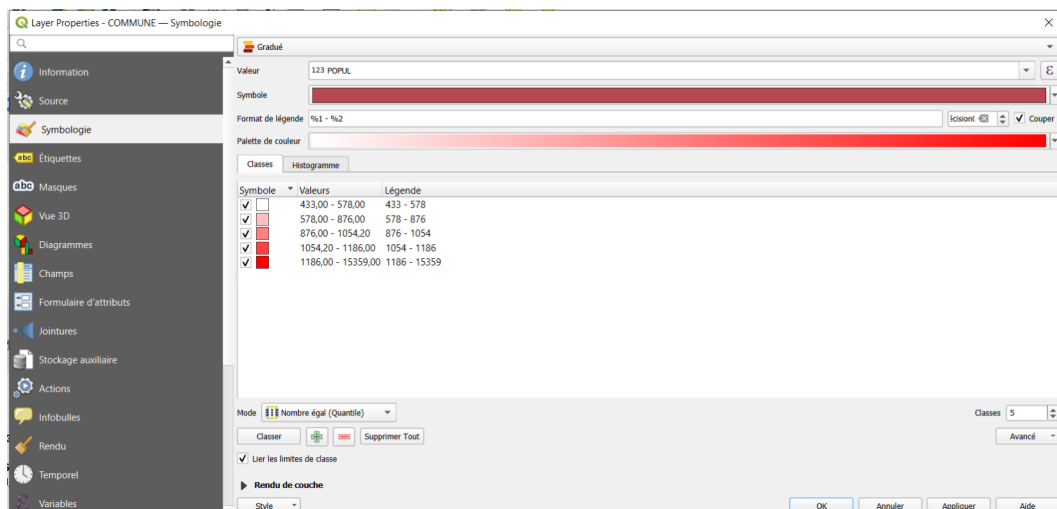 Layer Properties - COMMUNE — Symbologie
Gradué
Information
Valeur
123 POPUL
ε
Source
Symbole
Symbologie
Format de légende
%1 - %2
Couper
Étiquettes
Palette de couleur
abc
Masques
Classes
Histogramme
Symbole
Valeurs
Légende
Vue 3D
433,00 - 578,00
433 - 578
578,00 - 876,00
578 - 876
Diagrammes
876,00 - 1054,20
876 - 1054
1054,20 - 1186,00
1054 - 1186
Champs
1186,00 - 15359,00
1186 - 15359
Formulaire d'attributs
Jointures
Stockage auxiliaire
Actions
Infobulles
Mode
Nombre égal (Quantile)
Classes
5
Rendu
Classer
Supprimer Tout
Avancé
Lier les limites de classe
Temporel
Rendu de couche
Variables
Style
OK
Annuler
Appliquer
Aide